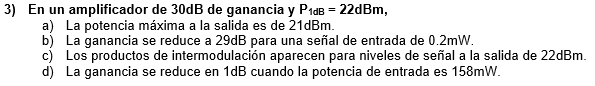 3) En un amplificador de 30dB de ganancia y P1dB = 22dBm,
a) La potencia máxima a la salida es de 21dBm.
b) La ganancia se reduce a 29dB para una señal de entrada de 0.2mW.
c) Los productos de intermodulación aparecen para niveles de señal a la salida de 22dBm.
d) La ganancia se reduce en 1dB cuando la potencia de entrada es 158mW.